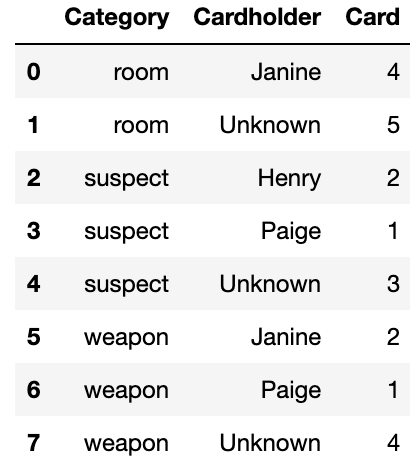 Category Cardholder Card
0 room Janine 4
1 room Unknown 5
2 suspect Henry 2
3 suspect Paige 1
4 suspect Unknown 3
5 weapon Janine 2
6 weapon Paige 1
7 weapon Unknown 4